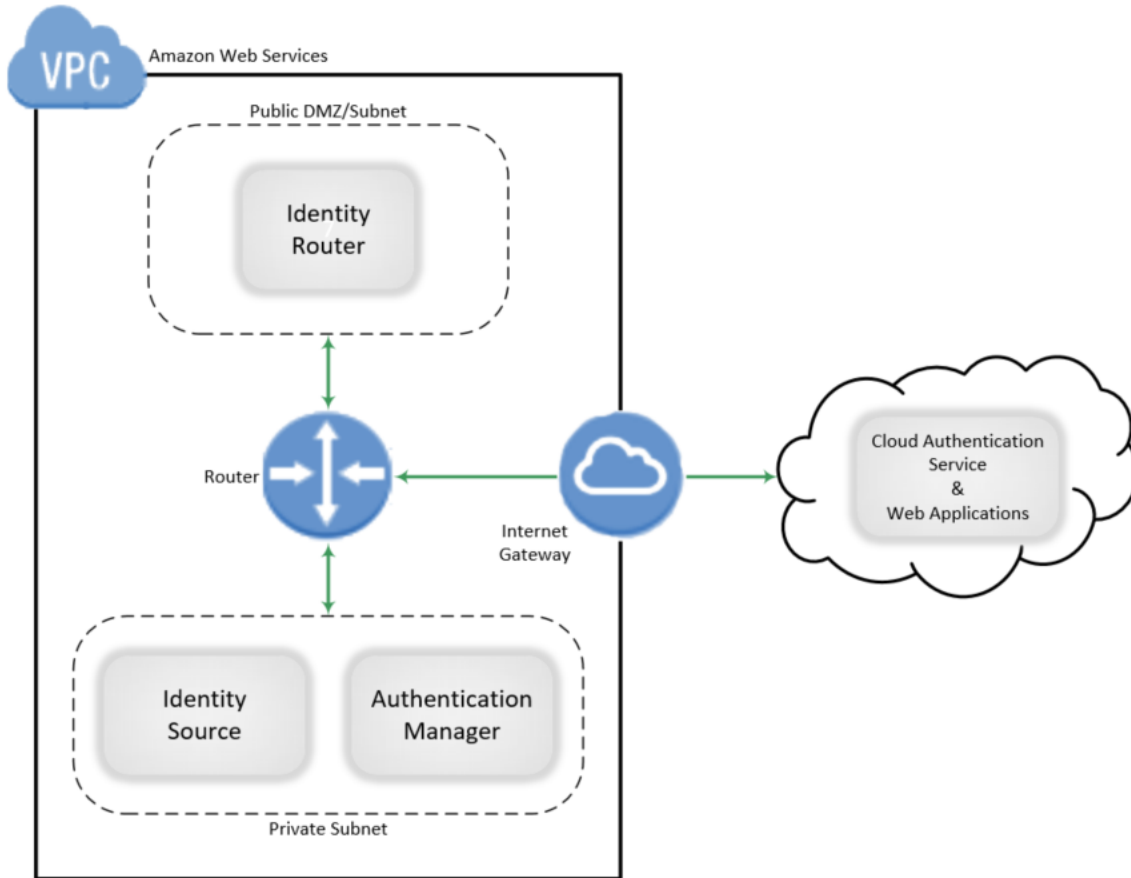 VPC
Amazon Web Services
Public DMZ/Subnet
Identity
Router
Router
Internet
Gateway
Cloud Authentication
Service
&
Web Applications
Identity
Source
Authentication
Manager
Private Subnet